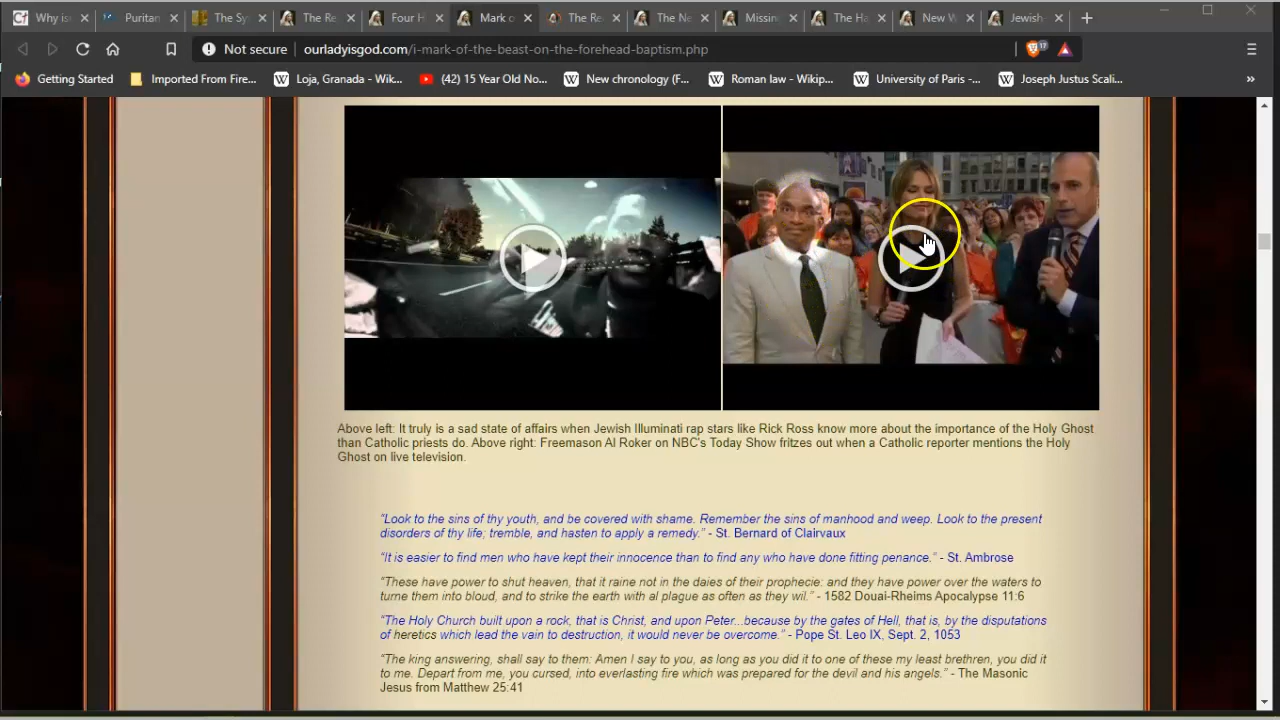 Why is
Puritan
The Sy
The Re
Four H
Mark o
The Re
The Ne
Missin
The Ha
New W
Jewish
Not secure
ourladyisgod.com/i-mark-of-the-beast-on-the-forehead-baptism.php
17
Getting Started
Imported From Fire...
Loja, Granada - Wik...
(42) 15 Year Old No...
New chronology (F...
Roman law - Wikip...
University of Paris -...
Joseph Justus Scali...
Above left: It truly is a sad state of affairs when Jewish Illuminati rap stars like Rick Ross know more about the importance of the Holy Ghost
than Catholic priests do. Above right: Freemason Al Roker on NBC's Today Show fritzes out when a Catholic reporter mentions the Holy
Ghost on live television.
“Look to the sins of thy youth, and be covered with shame. Remember the sins of manhood and weep. Look to the present
disorders of thy life; tremble, and hasten to apply a remedy.” - St. Bernard of Clairvaux
“It is easier to find men who have kept their innocence than to find any who have done fitting penance.” - St. Ambrose
“These have power to shut heaven, that it raine not in the daies of their prophecie: and they have power over the waters to
turne them into bloud, and to strike the earth with al plague as often as they wil.” - 1582 Douai-Rheims Apocalypse 11:6
“The Holy Church built upon a rock, that is Christ, and upon Peter...because by the gates of Hell, that is, by the disputations
of heretics which lead the vain to destruction, it would never be overcome.” - Pope St. Leo IX, Sept. 2, 1053
“The king answering, shall say to them: Amen I say to you, as long as you did it to one of these my least brethren, you did it
to me. Depart from me, you cursed, into everlasting fire which was prepared for the devil and his angels.” - The Masonic
Jesus from Matthew 25:41